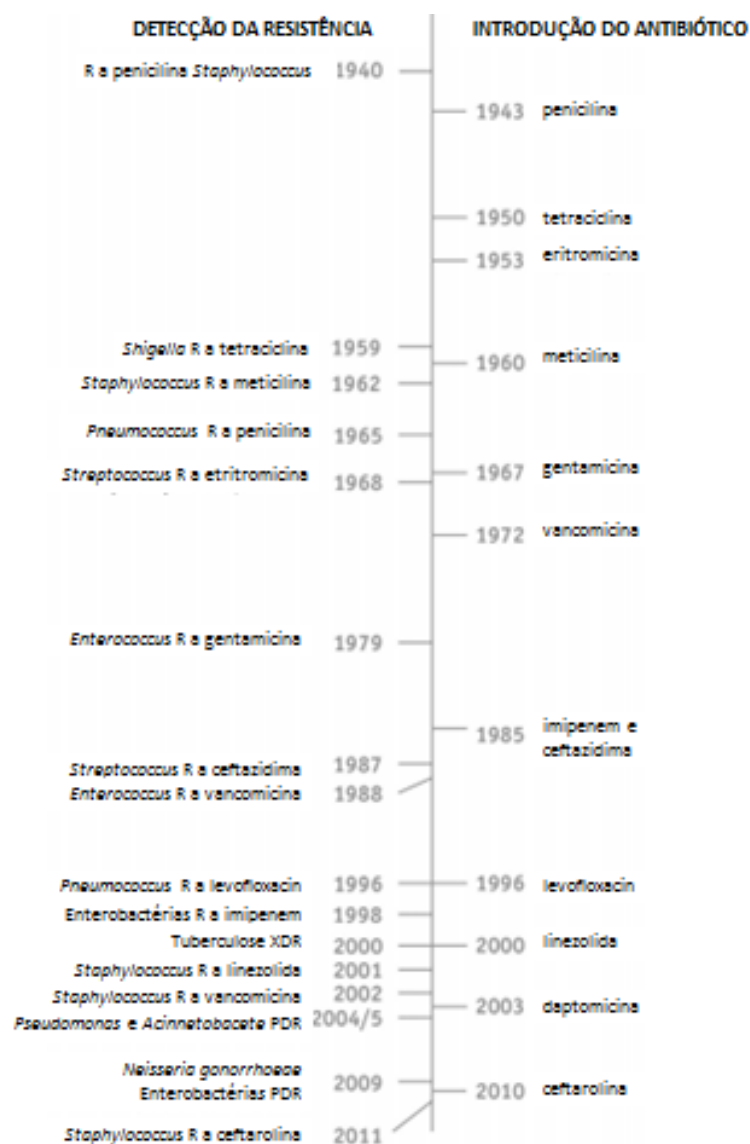 DETECÇÃO DA RESISTÊNCIA INTRODUÇÃO DO ANTIBIÓTICO
R a penicilina Staphylococcus 1940
1943 penicilina
1950 tetraciclina
1953 eritromicina
Shigella R a tetraciclina 1959
1960 meticilina
Staphylococcus R a meticilina 1962
Pneumococcus R a penicilina 1965
1967 gentamicina
Streptococcus R a etritromicina 1968
1972 vancomicina
Enterococcus R a gentamicina 1979
1985 imipenem e
ceftazidima
Streptococcus R a ceftazidima 1987
Enterococcus R a vancomicina 1988
Pneumococcus R a levofloxacin 1996 1996 levofloxacin
Enterobactérias R a imipenem 1998
Tuberculose XDR 2000 2000 linezolida
Staphylococcus R a linezolida 2001
Staphylococcus R a vancomicina 2002
2003 daptomicina
Pseudomonas e Acinnetobacete PDR 2004/5
Neisseria gonorrhoeae
Enterobactérias PDR 2009
2010 ceftarolina
Staphylococcus R a ceftarolina 2011